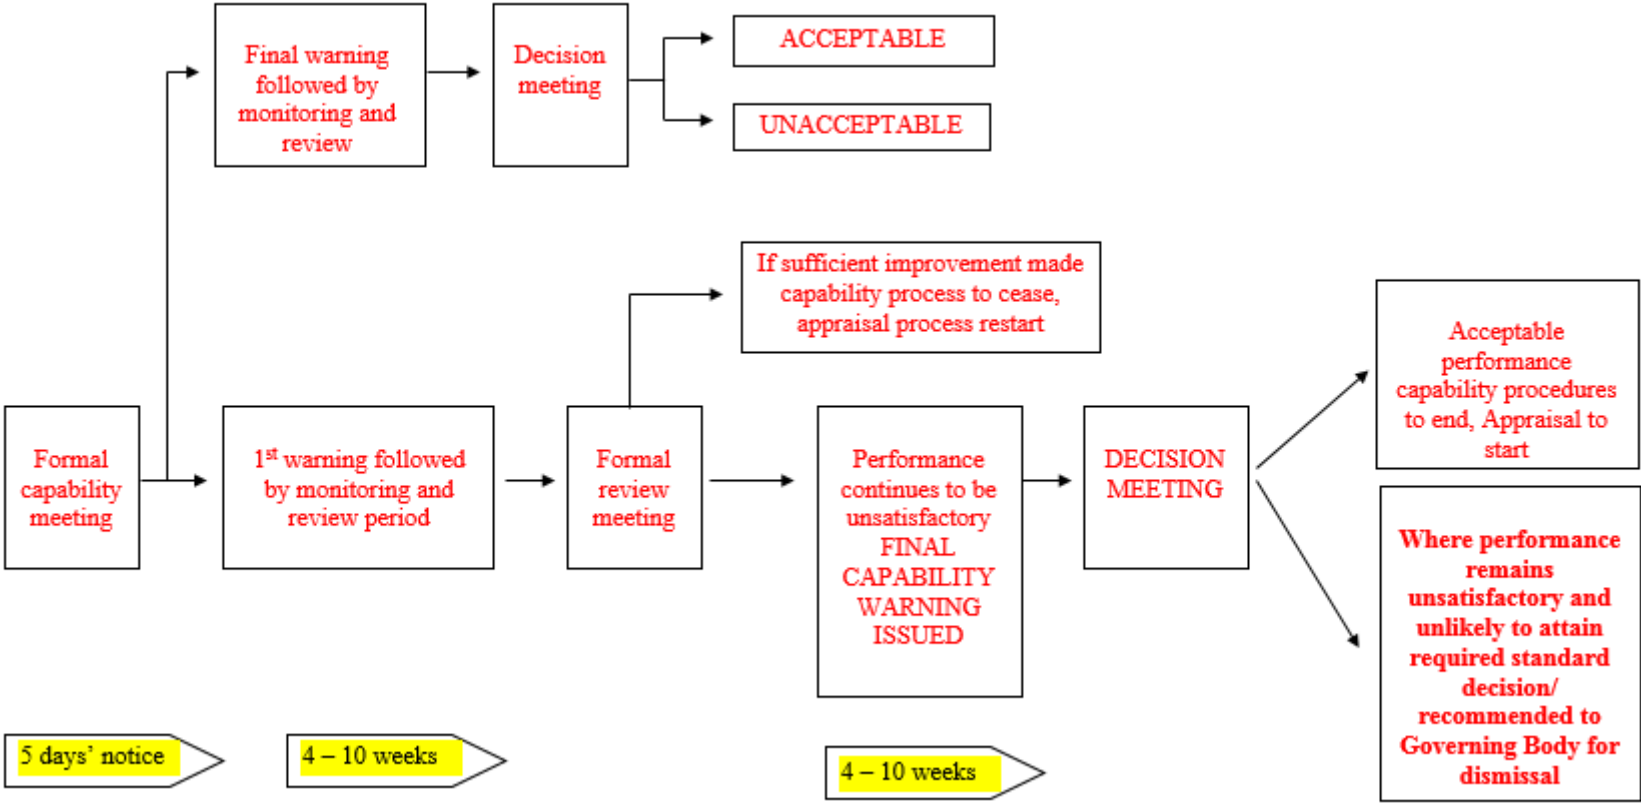 Final warning
followed by
monitoring and
review
Decision
meeting
ACCEPTABLE
UNACCEPTABLE
If sufficient improvement made
capability process to cease,
appraisal process restart
Formal
capability
meeting
1st warning followed
by monitoring and
review period
Formal
review
meeting
Performance
continues to be
unsatisfactory
FINAL
CAPABILITY
WARNING
ISSUED
DECISION
MEETING
Acceptable
performance
capability procedures
to end, Appraisal to
start
Where performance
remains
unsatisfactory and
unlikely to attain
required standard
decision/
recommended to
Governing Body for
dismissal
5 days’ notice
4 – 10 weeks
4 – 10 weeks